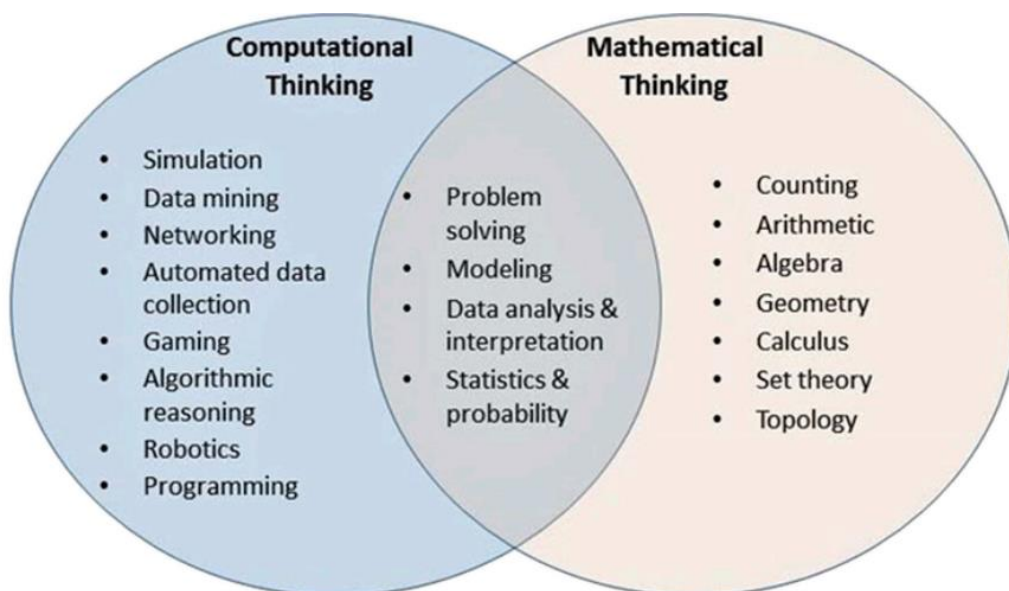 Computational
Thinking
• Simulation
• Data mining
• Networking
• Automated data
collection
• Gaming
• Algorithmic
reasoning
• Robotics
• Programming
• Problem
solving
• Modeling
• Data analysis &
interpretation
• Statistics &
probability
Mathematical
Thinking
• Counting
• Arithmetic
• Algebra
• Geometry
• Calculus
• Set theory
• Topology